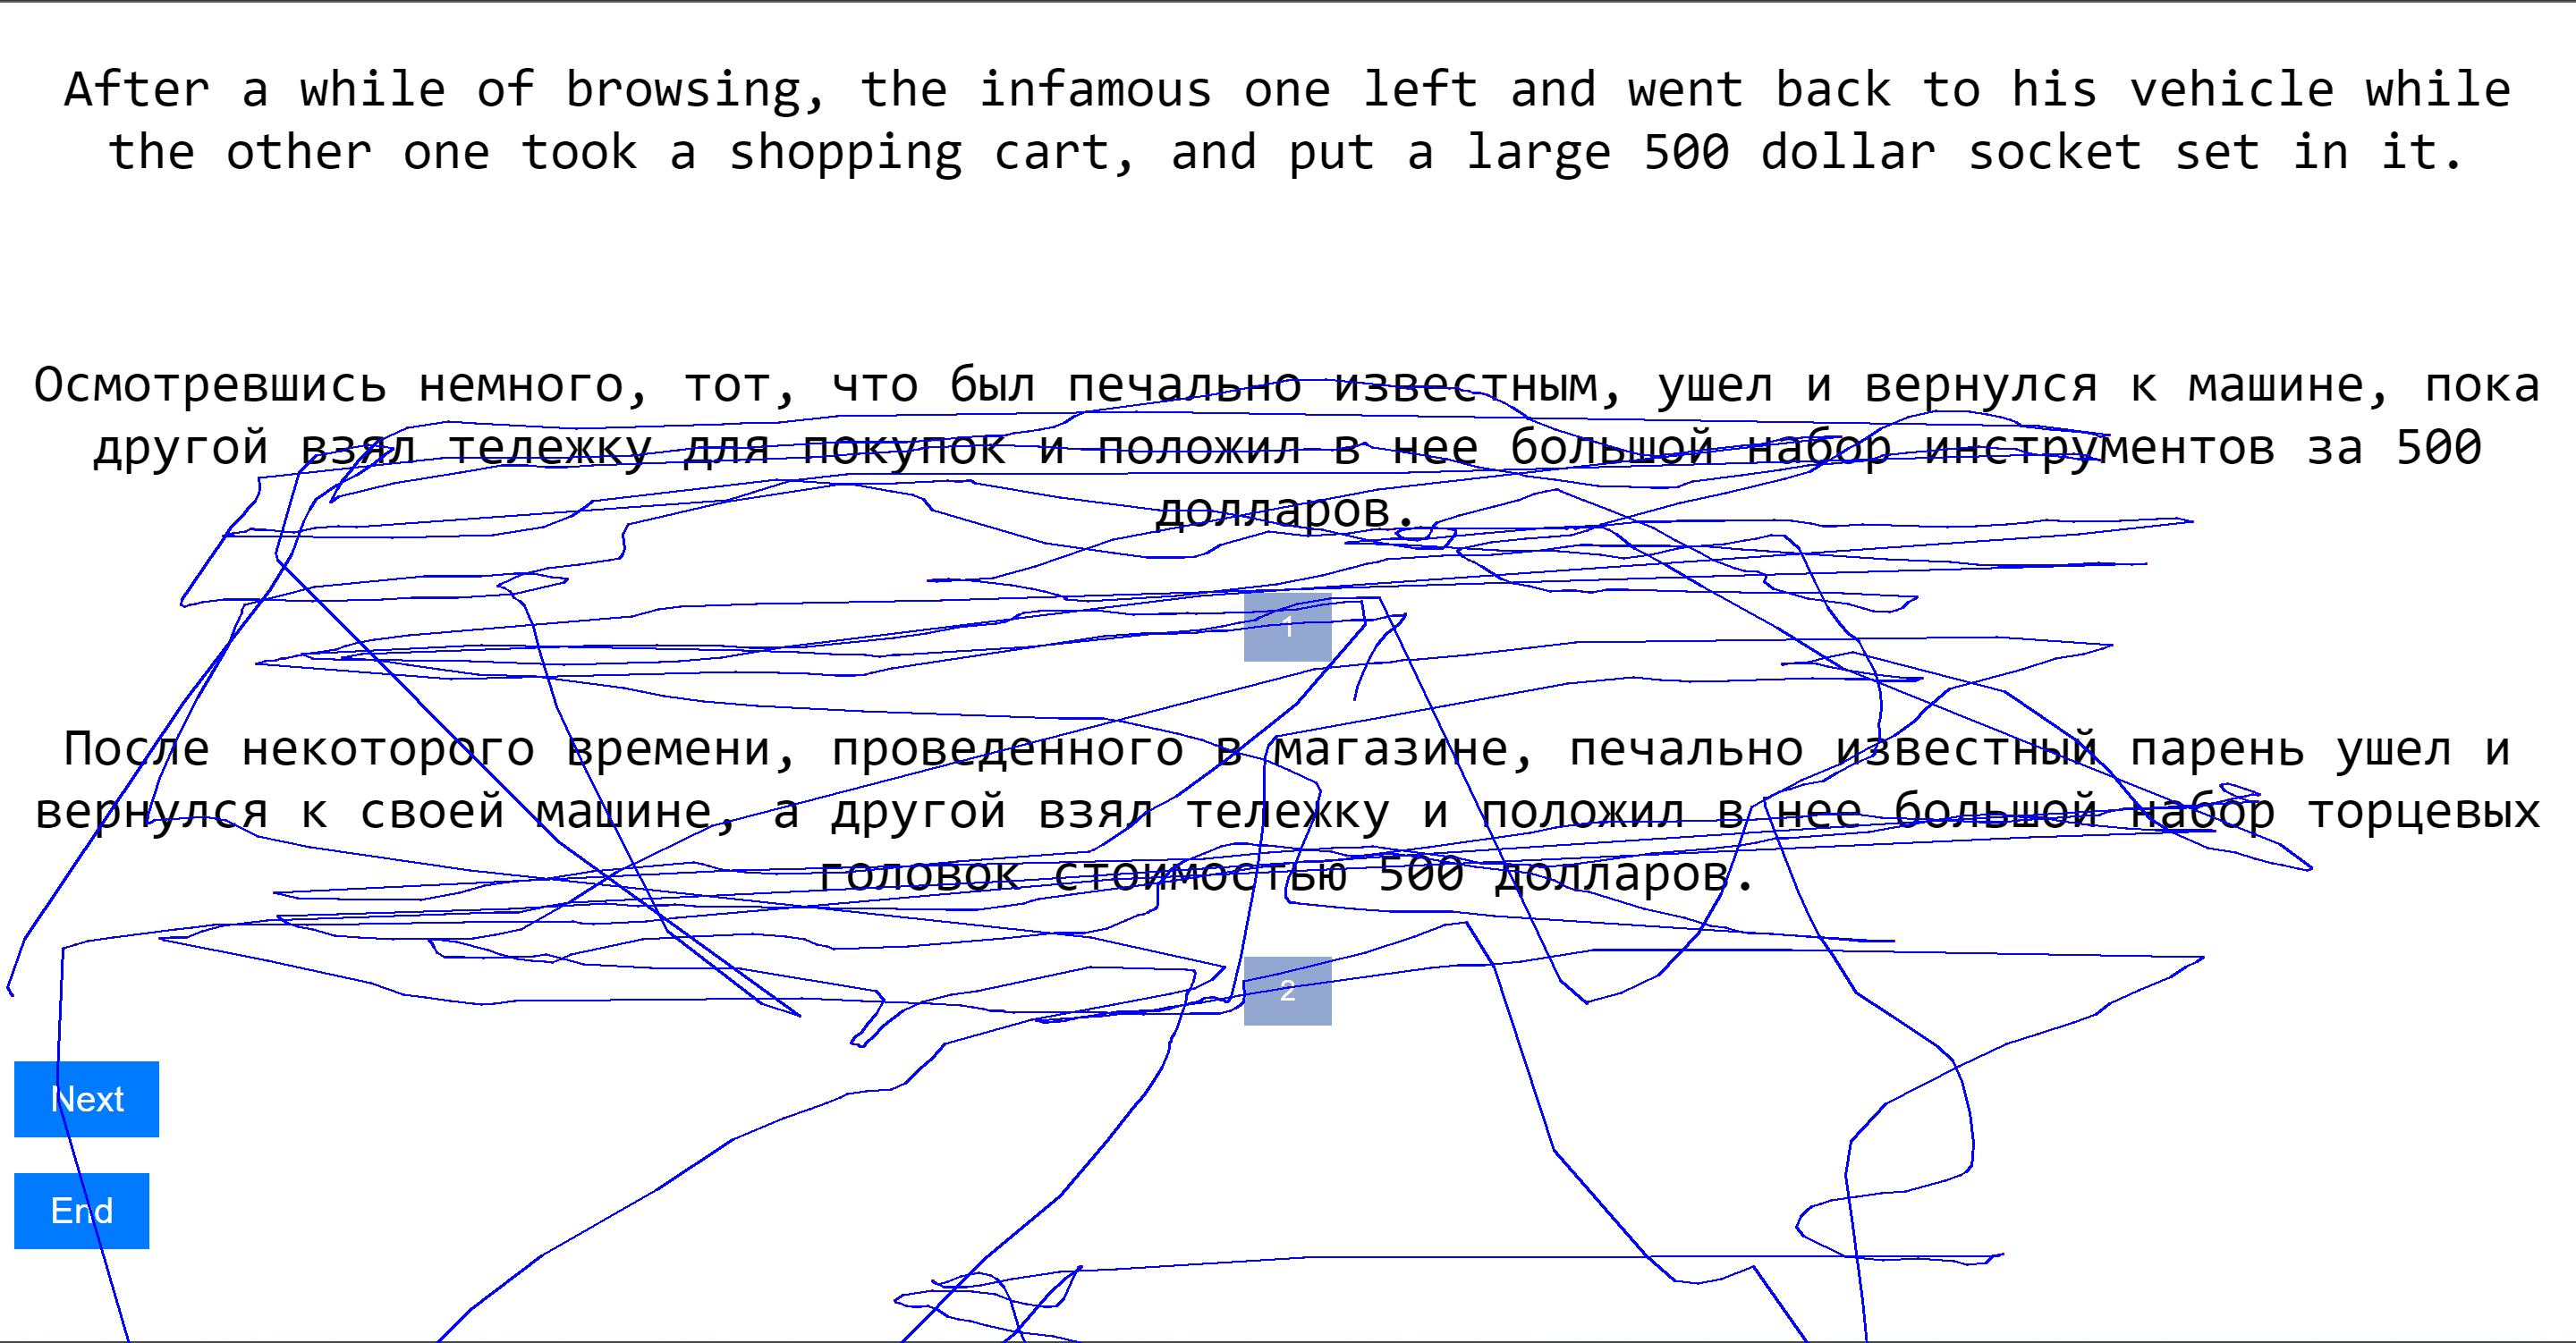 After a while of browsing, the infamous one left and went back to his vehicle while
the other one took a shopping cart, and put a large 500 dollar socket set in it.
Осмотревшись немного, тот, что был печально известным, ушел и вернулся к машине, пока
другой взял тележку для покупок и положил в нее большой набор инструментов за 500
долларов.
1
После некоторого времени, проведенного в магазине, печально известный парень ушел и
вернулся к своей машине, а другой взял тележку и положил в нее большой набор торцевых
головок стоимостью 500 долларов.
2
Next
End